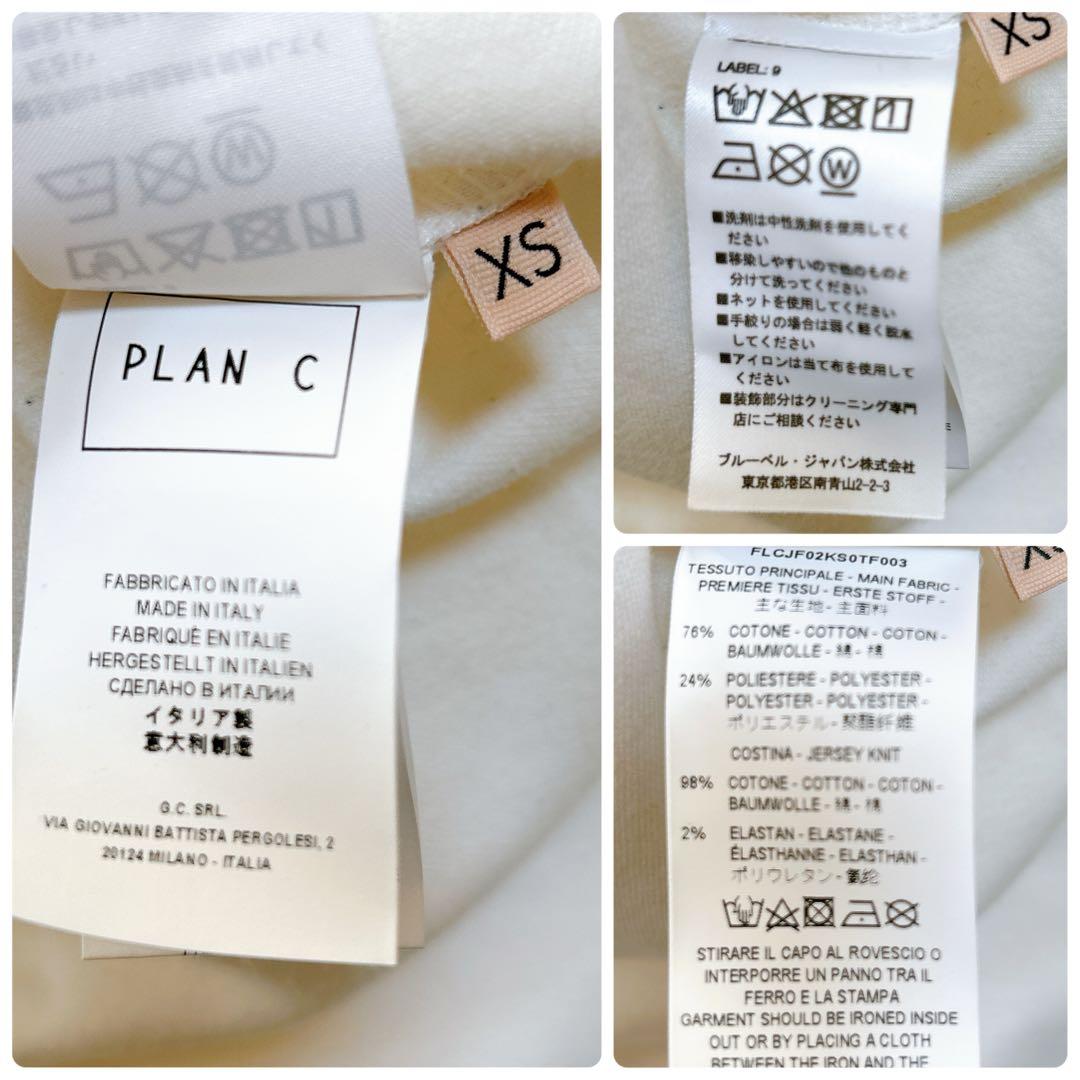 XS
PLAN C
FABBRICATO IN ITALIA
MADE IN ITALY
FABRIQUÉ EN ITALIE
HERGESTELLT IN ITALIEN
СДЕЛАНО В ИТАЛИИ
イタリア製
意大利制造
G.C. SRL
VIA GIOVANNI BATTISTA PERGOLESI, 2
20124 MILANO - ITALIA
XS
LABEL: 9
W
■洗剤は中性洗剤を使用してく
ださい
■移染しやすいので他のものと
分けて洗ってください
■ネットを使用してください
■手絞りの場合は弱く軽く脱水
してください
■アイロンは当て布を使用して
ください
■装飾部分はクリーニング専門
店にご相談ください
ブルーベル・ジャパン株式会社
東京都港区南青山2-2-3
FLCJF02KS0TF003
TESSUTO PRINCIPALE - MAIN FABRIC -
PREMIERE TISSU - ERSTE STOFF -
主な生地 - 主面料
76% COTONE - COTTON - COTON -
BAUMWOLLE - 綿 - 棉
24% POLIESTERE - POLYESTER -
POLYESTER - POLYESTER -
ポリエステル - 聚酯纤维
COSTINA - JERSEY KNIT
98% COTONE - COTTON - COTON -
BAUMWOLLE - 綿 - 棉
2% ELASTAN - ELASTANE -
ÉLASTHANNE - ELASTHAN -
ポリウレタン - 氨纶
STIRARE IL CAPO AL ROVESCIO O
INTERPORRE UN PANNO TRA IL
FERRO E LA STAMPA
GARMENT SHOULD BE IRONED INSIDE
OUT OR BY PLACING A CLOTH
BETWEEN THE IRON AND THE